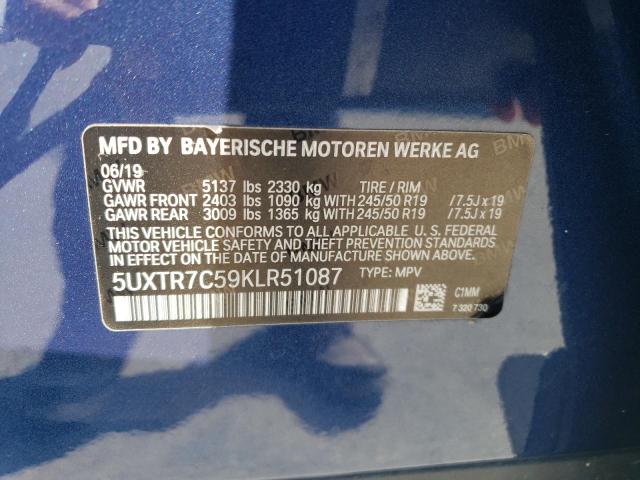 MFD BY BAYERISCHE MOTOREN WERKE AG
06/19
GVWR 5137 lbs 2330 kg TIRE / RIM
GAWR FRONT 2403 lbs 1090 kg WITH 245/50 R19 /7.5J x 19
GAWR REAR 3009 lbs 1365 kg WITH 245/50 R19 /7.5J x 19
THIS VEHICLE CONFORMS TO ALL APPLICABLE U.S. FEDERAL
MOTOR VEHICLE SAFETY, BUMPER, AND THEFT PREVENTION STANDARDS
IN EFFECT ON THE DATE OF MANUFACTURE SHOWN ABOVE.
5UXTR7C59KLR51087 TYPE: MPV
C1MM
7 320 730